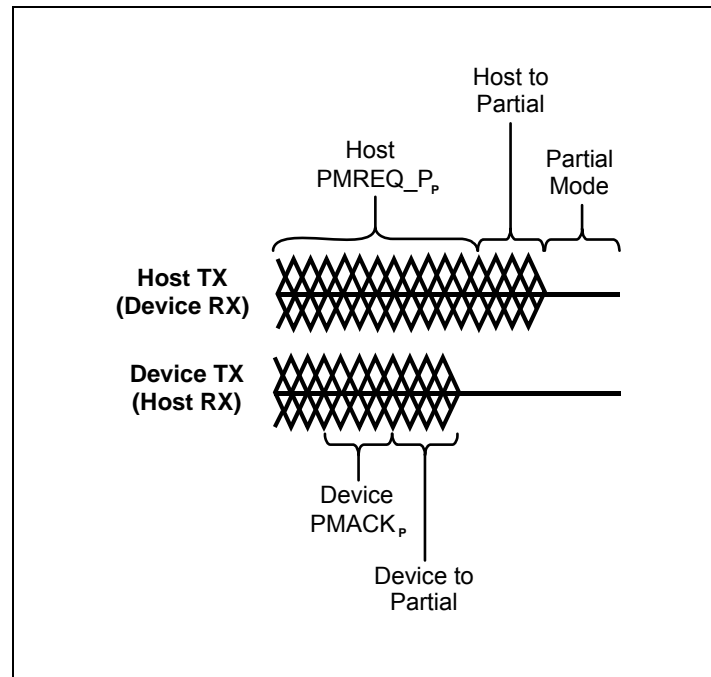 Host to
Partial
Host
PMREQ_PP
Partial
Mode
Host TX
(Device RX)
Device TX
(Host RX)
Device
PMACKP
Device to
Partial